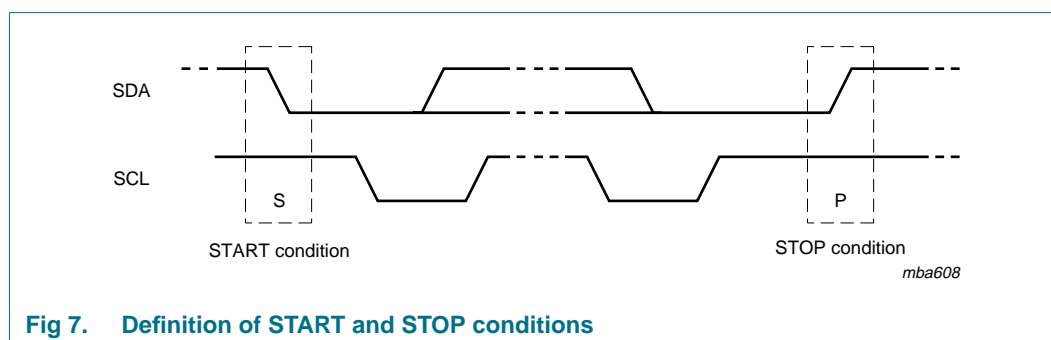 SDA
SCL
S
P
START condition
STOP condition
mba608
Fig 7. Definition of START and STOP conditions